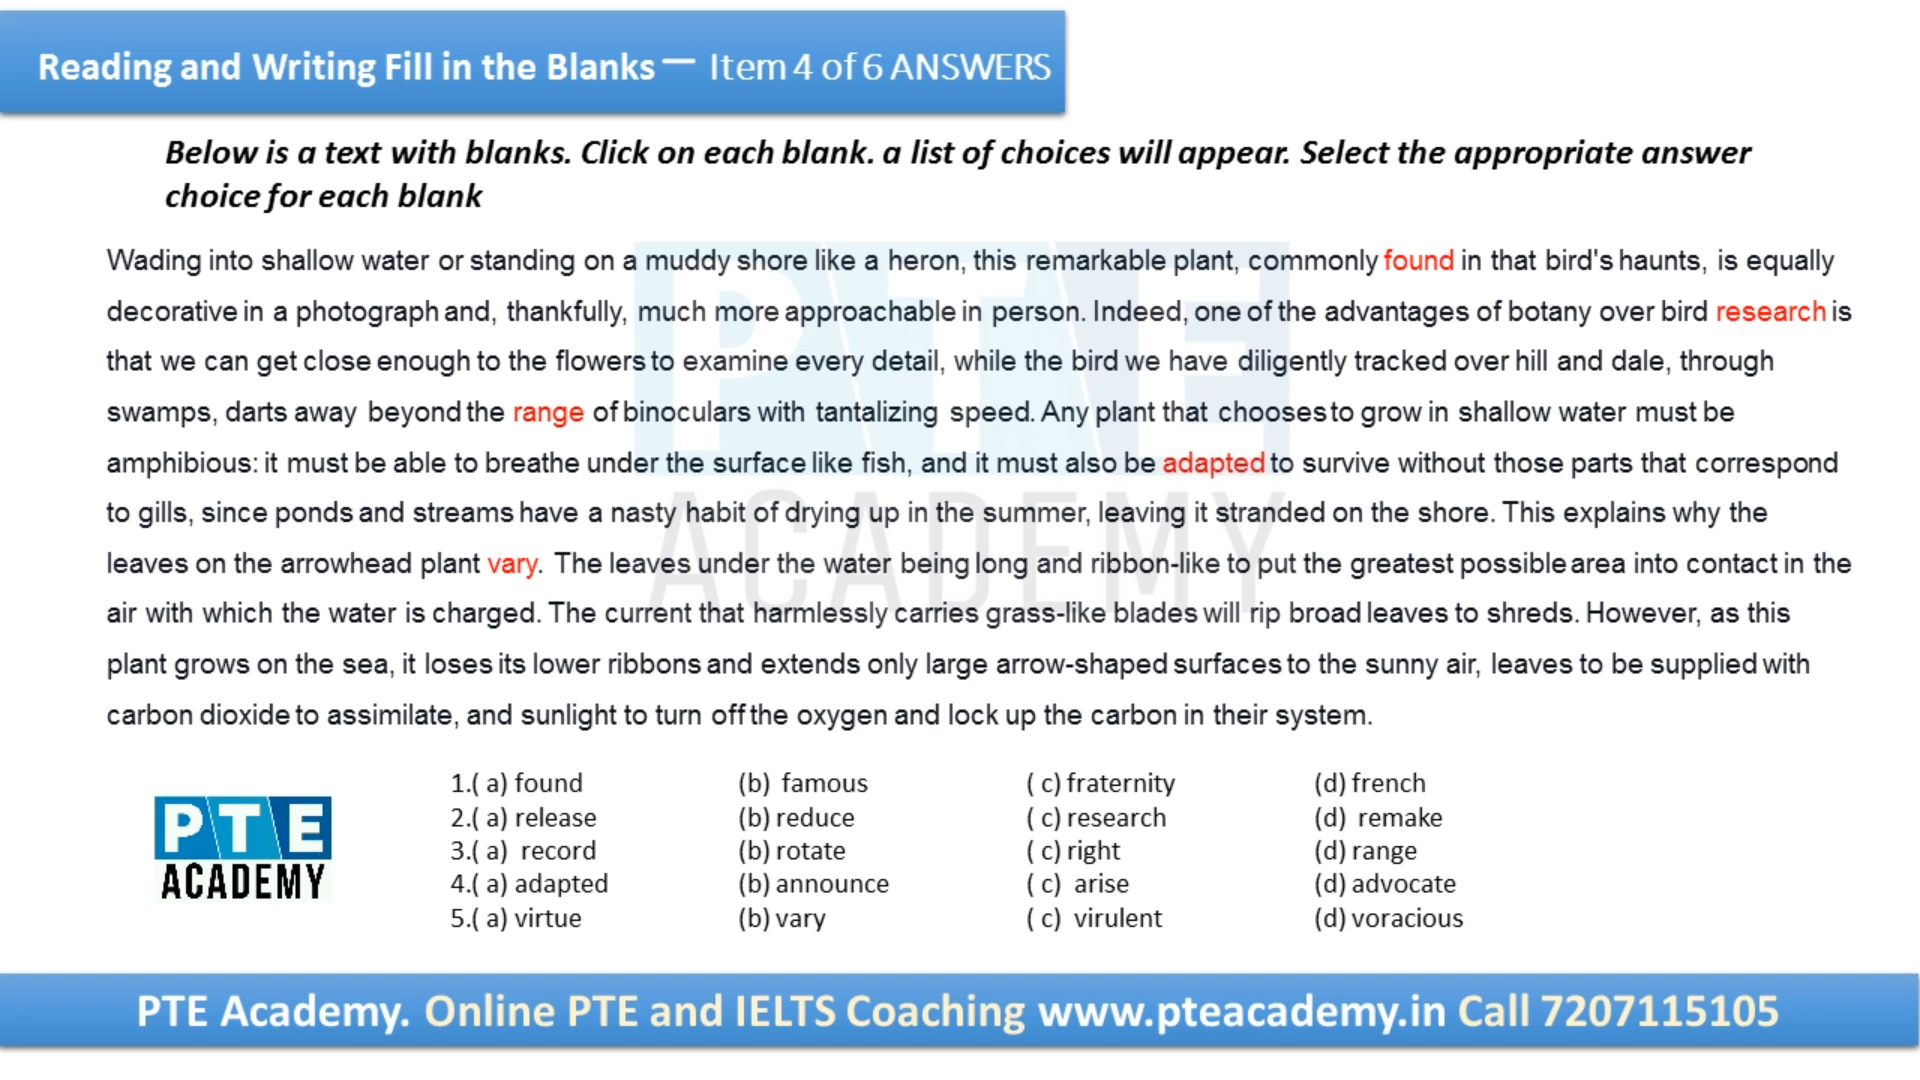 Reading and Writing Fill in the Blanks — Item 4 of 6 ANSWERS
Below is a text with blanks. Click on each blank. a list of choices will appear. Select the appropriate answer
choice for each blank
Wading into shallow water or standing on a muddy shore like a heron, this remarkable plant, commonly found in that bird's haunts, is equally
decorative in a photograph and, thankfully, much more approachable in person. Indeed, one of the advantages of botany over bird research is
that we can get close enough to the flowers to examine every detail, while the bird we have diligently tracked over hill and dale, through
swamps, darts away beyond the range of binoculars with tantalizing speed. Any plant that chooses to grow in shallow water must be
amphibious: it must be able to breathe under the surface like fish, and it must also be adapted to survive without those parts that correspond
to gills, since ponds and streams have a nasty habit of drying up in the summer, leaving it stranded on the shore. This explains why the
leaves on the arrowhead plant vary. The leaves under the water being long and ribbon-like to put the greatest possible area into contact in the
air with which the water is charged. The current that harmlessly carries grass-like blades will rip broad leaves to shreds. However, as this
plant grows on the sea, it loses its lower ribbons and extends only large arrow-shaped surfaces to the sunny air, leaves to be supplied with
carbon dioxide to assimilate, and sunlight to turn off the oxygen and lock up the carbon in their system.
PTE
ACADEMY
1.( a) found (b) famous ( c) fraternity (d) french
2.( a) release (b) reduce ( c) research (d) remake
3.( a) record (b) rotate ( c) right (d) range
4.( a) adapted (b) announce ( c) arise (d) advocate
5.( a) virtue (b) vary ( c) virulent (d) voracious
PTE
ACADEMY
PTE Academy. Online PTE and IELTS Coaching www.pteacademy.in Call 7207115105